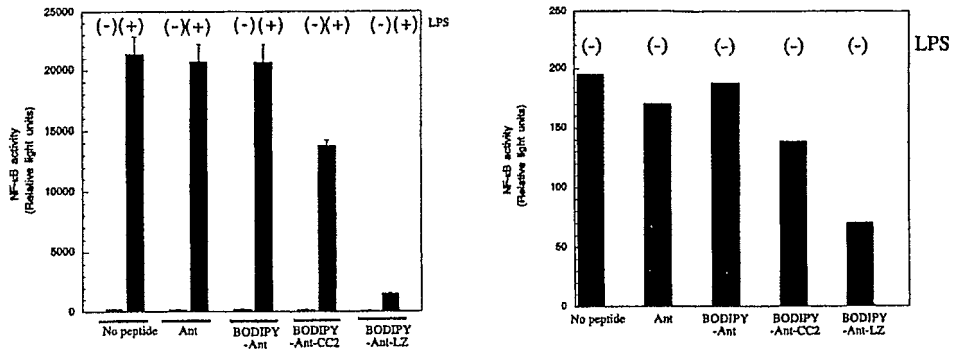 (-)(+) (-)(+) (-)(+) (-)(+) (-)(+) LPS
25000
20000
15000
10000
5000
0
NF-κB activity
(Relative light units)
No peptide
Ant
BODIPY
-Ant
BODIPY
-Ant-CC2
BODIPY
-Ant-LZ
(-) (-) (-) (-) (-) LPS
250
200
150
100
50
0
NF-κB activity
(Relative light units)
No peptide
Ant
BODIPY
-Ant
BODIPY
-Ant-CC2
BODIPY
-Ant-LZ